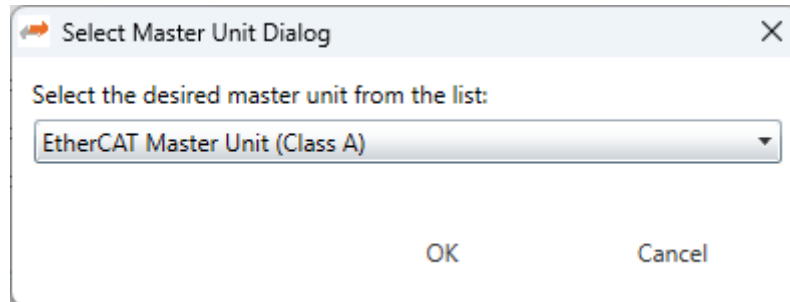 Select Master Unit Dialog
Select the desired master unit from the list:
EtherCAT Master Unit (Class A)
OK Cancel